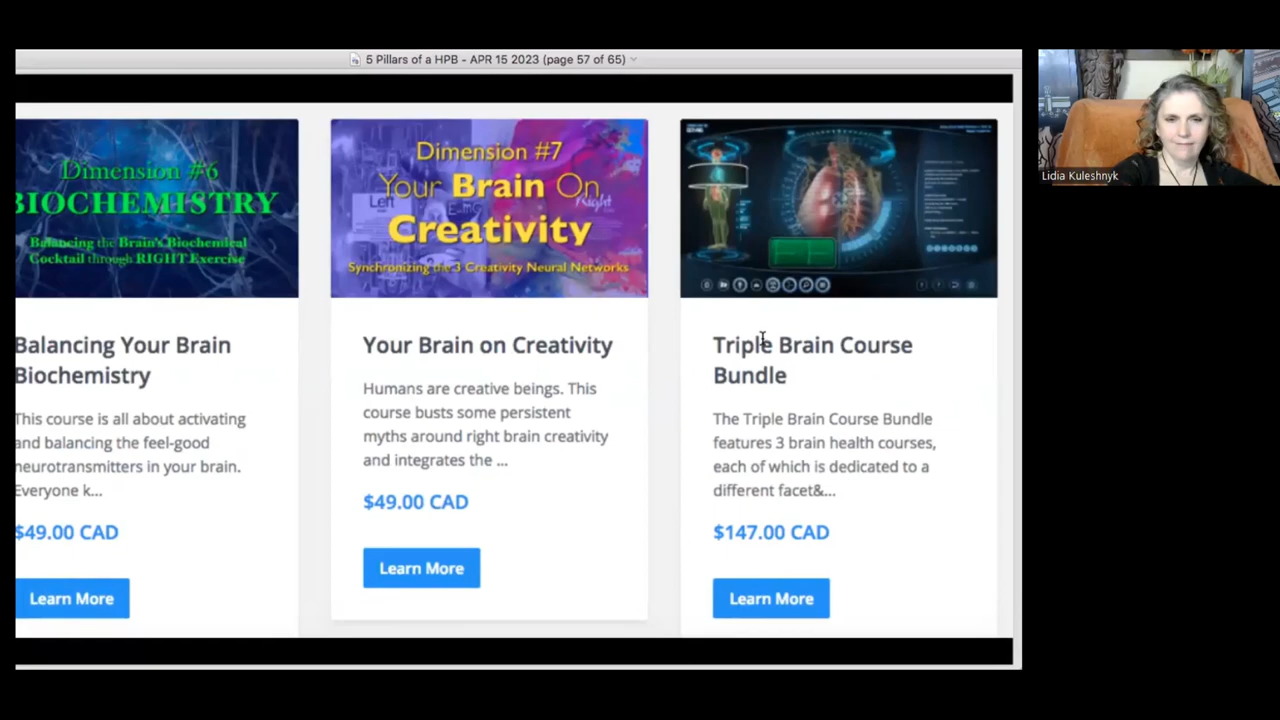 5 Pillars of a HPB - APR 15 2023 (page 57 of 65)
Lidia Kuleshnyk
Dimension #6
BIOCHEMISTRY
Balancing the Brain's Biochemical
Cocktail through RIGHT Exercise
Balancing Your Brain
Biochemistry
This course is all about activating
and balancing the feel-good
neurotransmitters in your brain.
Everyone k...
$49.00 CAD
Learn More
Dimension #7
Your Brain On
Left
Right
Creativity
Synchronizing the 3 Creativity Neural Networks
Your Brain on Creativity
Humans are creative beings. This
course busts some persistent
myths around right brain creativity
and integrates the ...
$49.00 CAD
Learn More
Triple Brain Course
Bundle
The Triple Brain Course Bundle
features 3 brain health courses,
each of which is dedicated to a
different facet&...
$147.00 CAD
Learn More